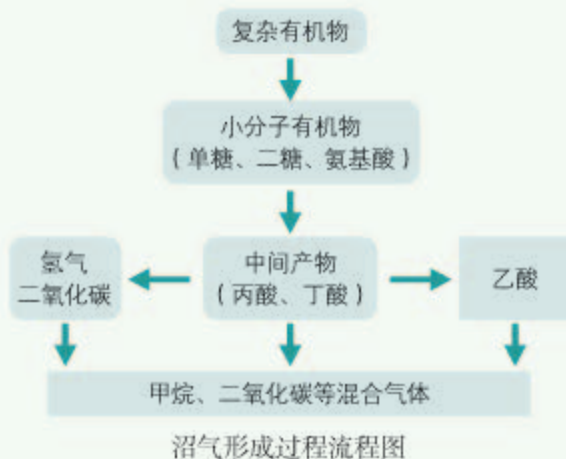 复杂有机物
小分子有机物
（单糖、二糖、氨基酸）
氢气
二氧化碳
中间产物
（丙酸、丁酸）
乙酸
甲烷、二氧化碳等混合气体
沼气形成过程流程图